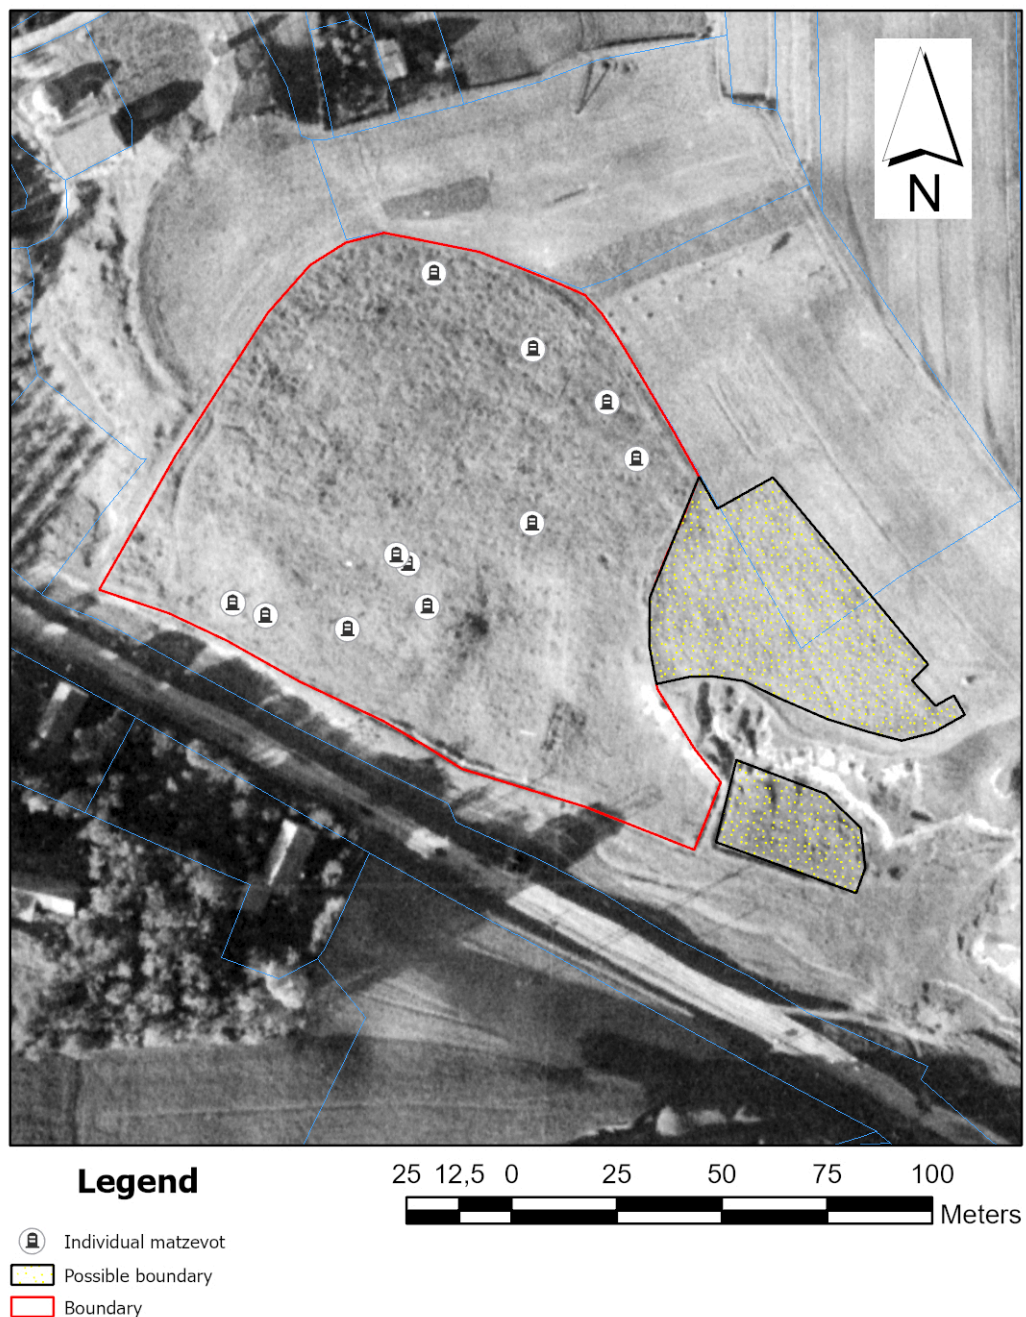 N
Legend
25 12,5 0 25 50 75 100
Meters
Individual matzevot
Possible boundary
Boundary